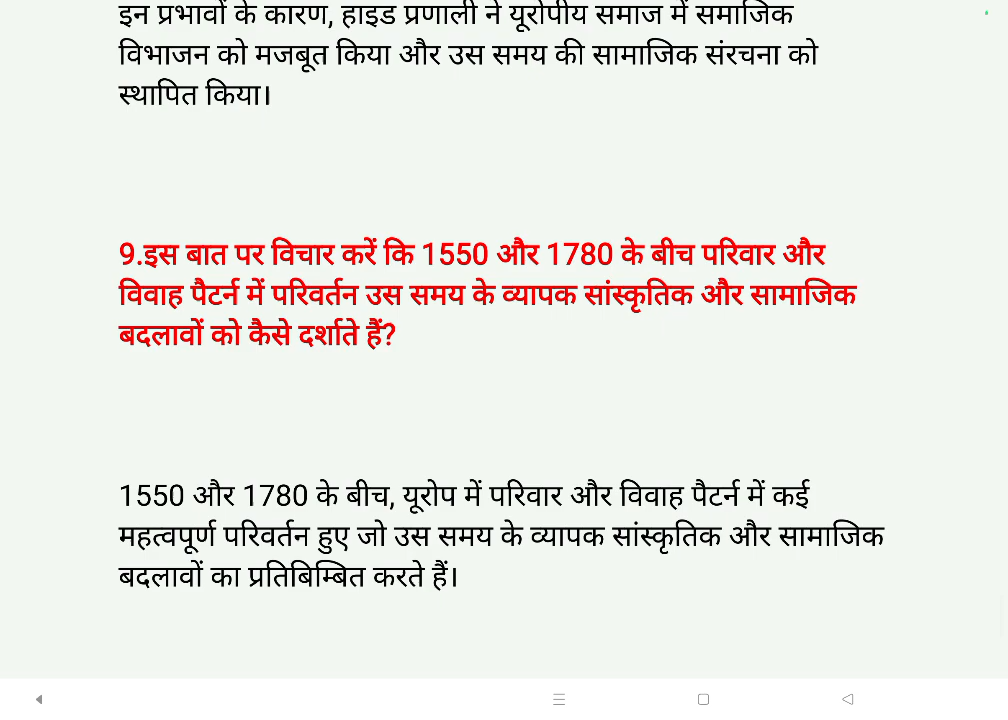 इन प्रभावों के कारण, हाइड प्रणाली ने यूरोपीय समाज में समाजिक
विभाजन को मजबूत किया और उस समय की सामाजिक संरचना को
स्थापित किया।
9.इस बात पर विचार करें कि 1550 और 1780 के बीच परिवार और
विवाह पैटर्न में परिवर्तन उस समय के व्यापक सांस्कृतिक और सामाजिक
बदलावों को कैसे दर्शाते हैं?
1550 और 1780 के बीच, यूरोप में परिवार और विवाह पैटर्न में कई
महत्वपूर्ण परिवर्तन हुए जो उस समय के व्यापक सांस्कृतिक और सामाजिक
बदलावों का प्रतिबिम्बित करते हैं।